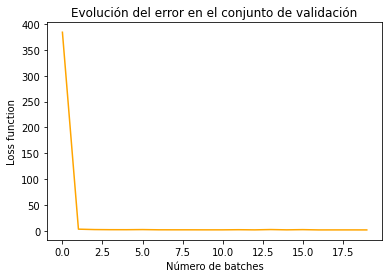 Evolución del error en el conjunto de validación
400
350
300
250
200
150
100
50
0
Loss function
0.0 2.5 5.0 7.5 10.0 12.5 15.0 17.5
Número de batches